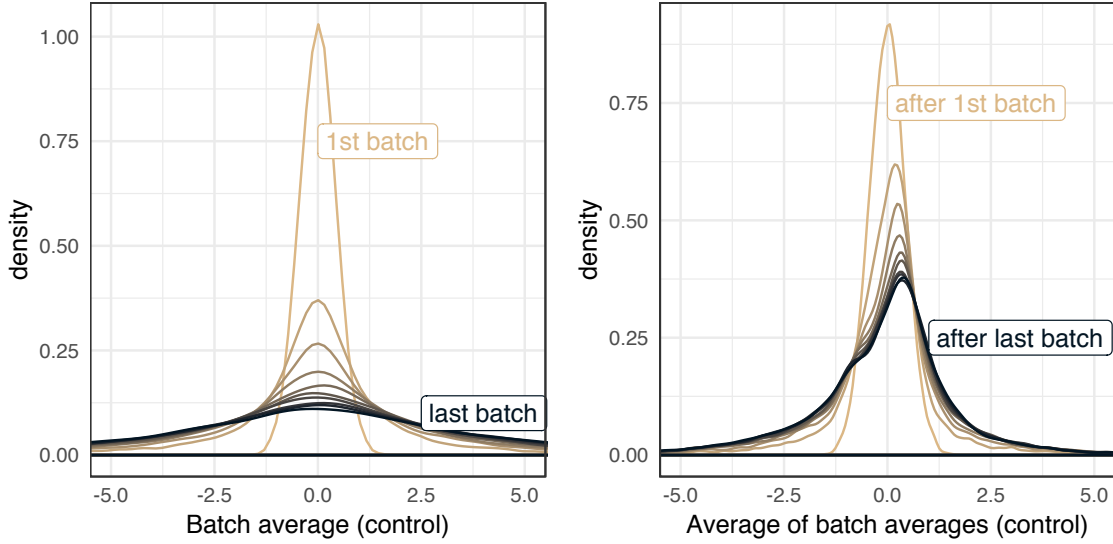 1.00
0.75
0.50
0.25
0.00
density
1st batch
last batch
-5.0 -2.5 0.0 2.5 5.0
Batch average (control)
0.75
0.50
0.25
0.00
density
after 1st batch
after last batch
-5.0 -2.5 0.0 2.5 5.0
Average of batch averages (control)